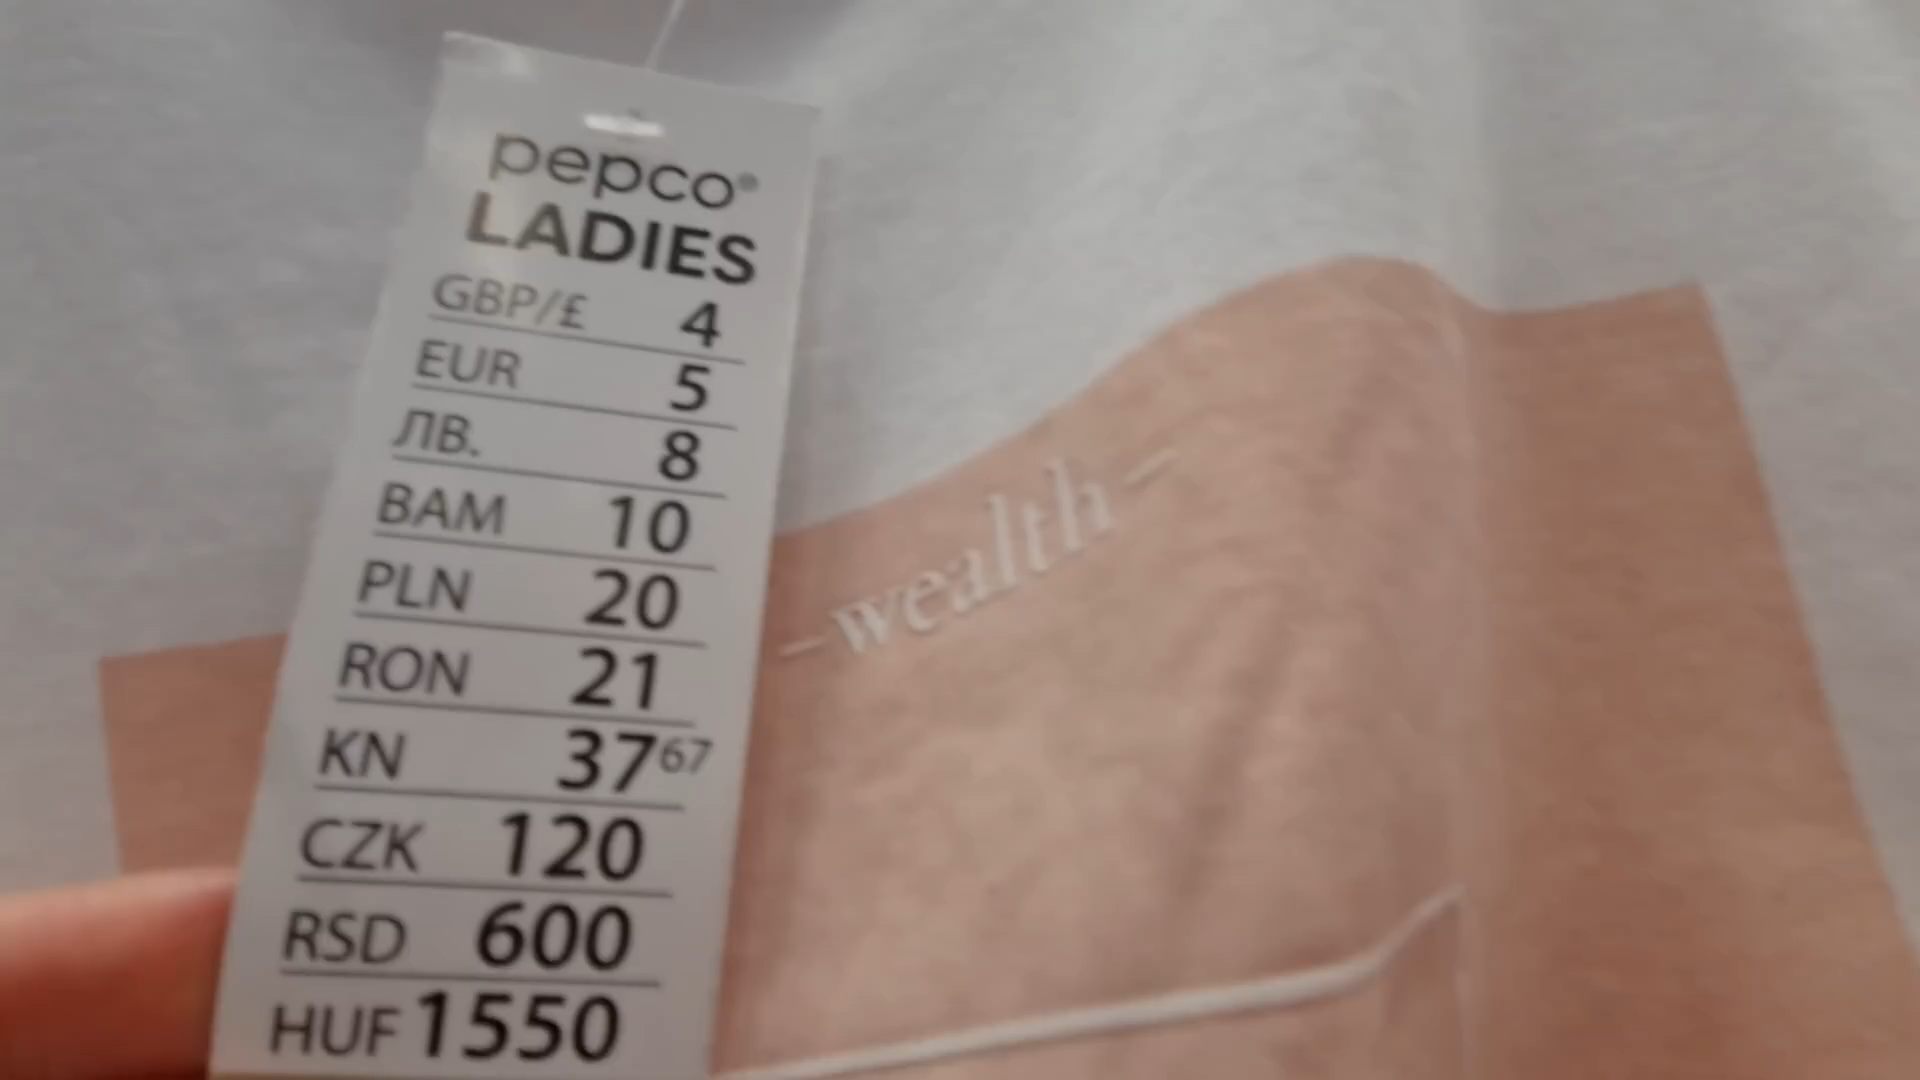 pepco®
LADIES
GBP/£ 4
EUR 5
ЛВ. 8
BAM 10
PLN 20
RON 21
KN 37⁶⁷
CZK 120
RSD 600
HUF 1550
–wealth–